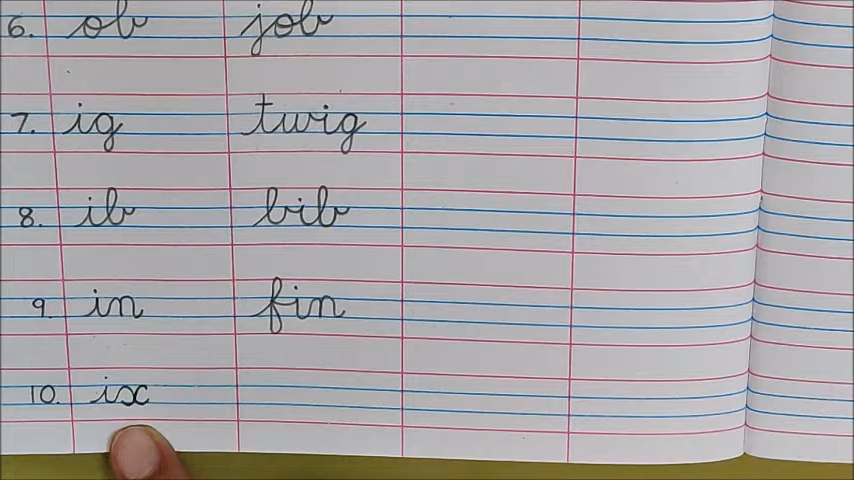 6. ob job
7. ig twig
8. ib bib
9. in fin
10. ix